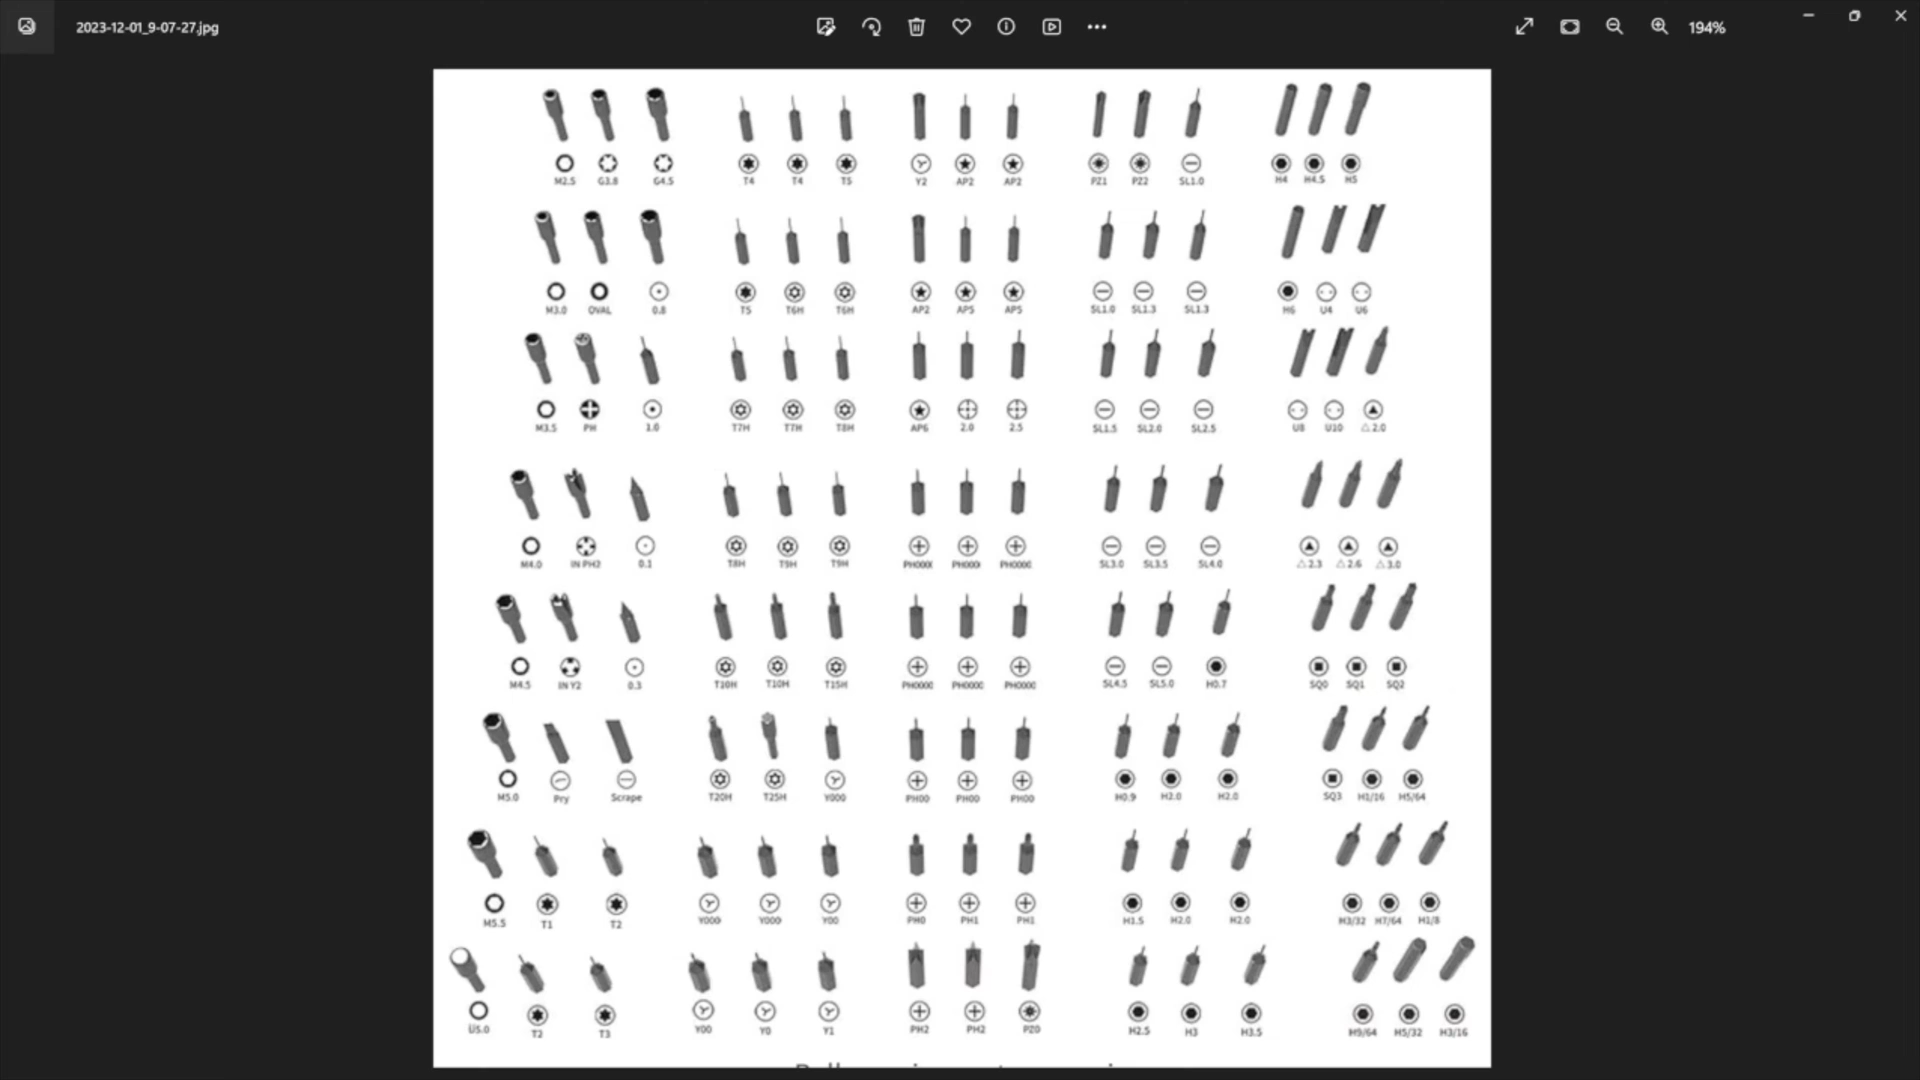 2023-12-01_9-07-27.jpg
194%
M2.5 G3.8 G4.5 T4 T4 T5 Y2 AP2 AP2 PZ1 PZ2 SL1.0 H4 H4.5 H5
M3.0 OVAL 0.8 T5 T6H T6H AP2 AP5 AP5 SL1.0 SL1.3 SL1.3 H6 U4 U6
M3.5 PH 1.0 T7H T7H T8H AP6 2.0 2.5 SL1.5 SL2.0 SL2.5 U8 U10 △2.0
M4.0 IN PH2 0.1 T8H T9H T9H PH000 PH000 PH0000 SL3.0 SL3.5 SL4.0 △2.3 △2.6 △3.0
M4.5 IN Y2 0.3 T10H T10H T15H PH0000 PH0000 PH0000 SL4.5 SL5.0 H0.7 SQ0 SQ1 SQ2
M5.0 Pry Scrape T20H T25H Y000 PH00 PH00 PH00 H0.9 H2.0 H2.0 SQ3 H1/16 H5/64
M5.5 T1 T2 Y000 Y000 Y00 PH0 PH1 PH1 H1.5 H2.0 H2.0 H3/32 H7/64 H1/8
U5.0 T2 T3 Y00 Y0 Y1 PH2 PH2 PZ0 H2.5 H3 H3.5 H9/64 H5/32 H3/16